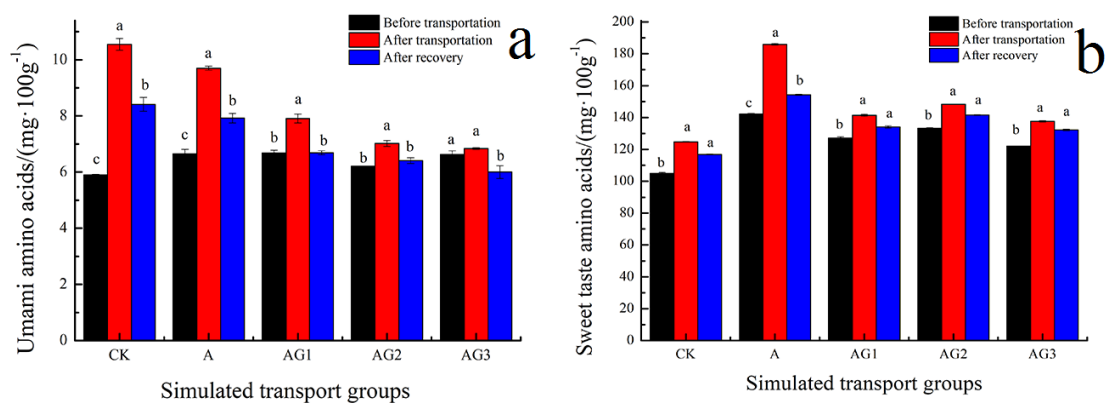 a
Before transportation
After transportation
After recovery
Umami amino acids/(mg·100g⁻¹)
10
8
6
4
2
0
c a b
c a b
b a b
b a b
a a b
CK A AG1 AG2 AG3
Simulated transport groups
b
Before transportation
After transportation
After recovery
Sweet taste amino acids/(mg·100g⁻¹)
200
180
160
140
120
100
80
60
40
20
0
b a a
c a b
b a a
b a a
b a a
CK A AG1 AG2 AG3
Simulated transport groups